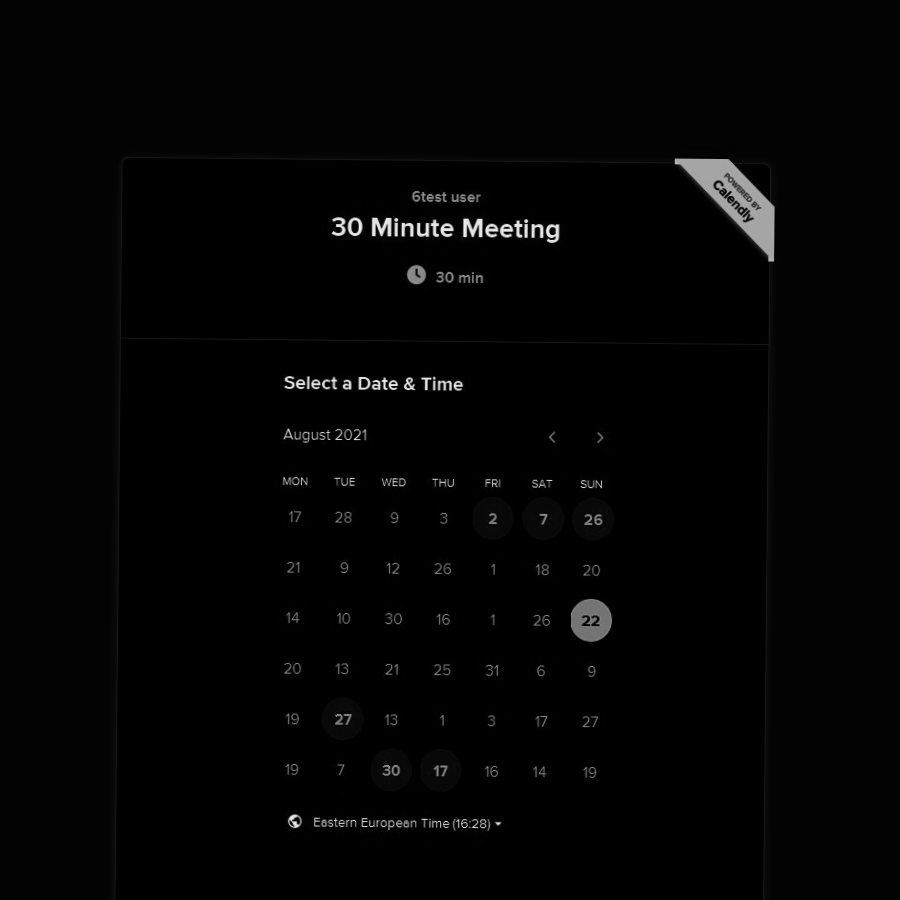 POWERED BY
Calendly
6test user
30 Minute Meeting
30 min
Select a Date & Time
August 2021
MON TUE WED THU FRI SAT SUN
17 28 9 3 2 7 26
21 9 12 26 1 18 20
14 10 30 16 1 26 22
20 13 21 25 31 6 9
19 27 13 1 3 17 27
19 7 30 17 16 14 19
Eastern European Time (16:28)